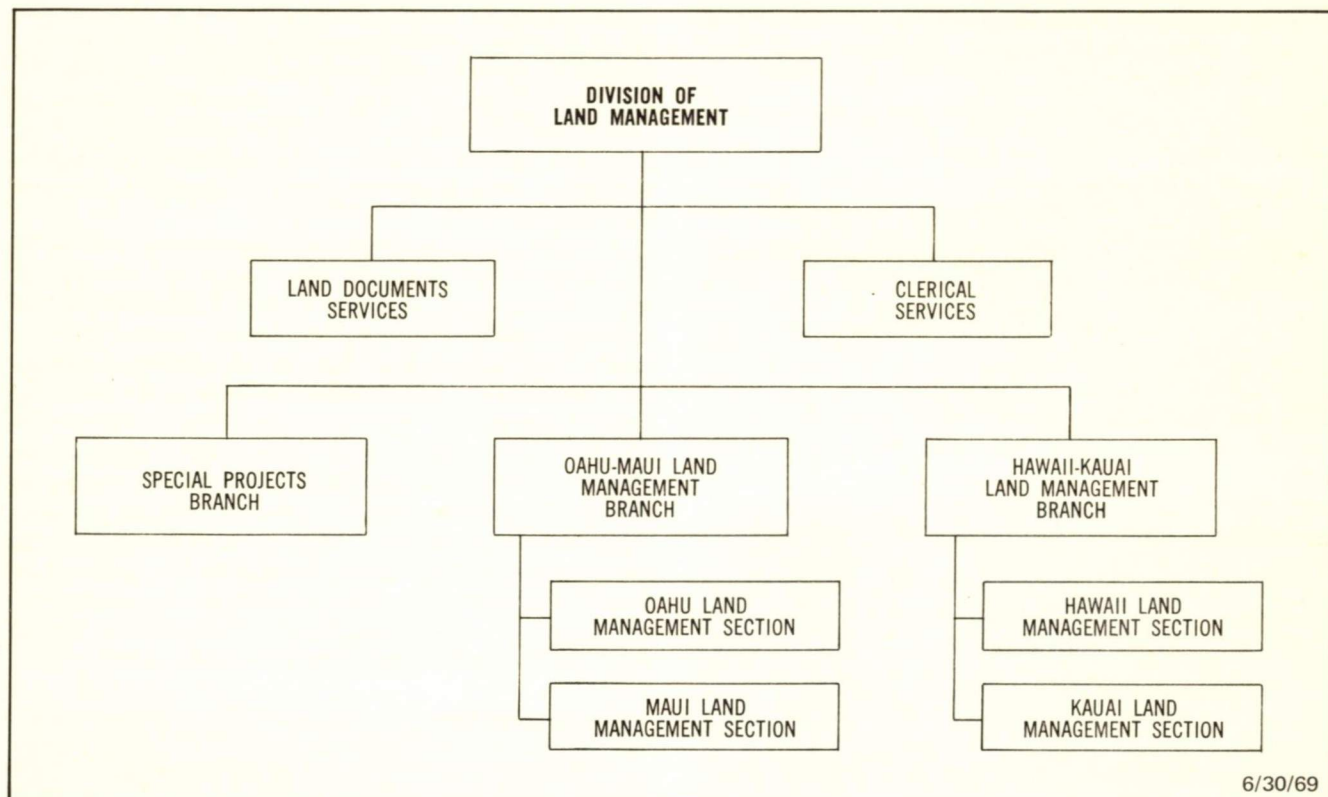 DIVISION OF
LAND MANAGEMENT
LAND DOCUMENTS
SERVICES
CLERICAL
SERVICES
SPECIAL PROJECTS
BRANCH
OAHU-MAUI LAND
MANAGEMENT
BRANCH
HAWAII-KAUAI
LAND MANAGEMENT
BRANCH
OAHU LAND
MANAGEMENT SECTION
HAWAII LAND
MANAGEMENT SECTION
MAUI LAND
MANAGEMENT SECTION
KAUAI LAND
MANAGEMENT SECTION
6/30/69